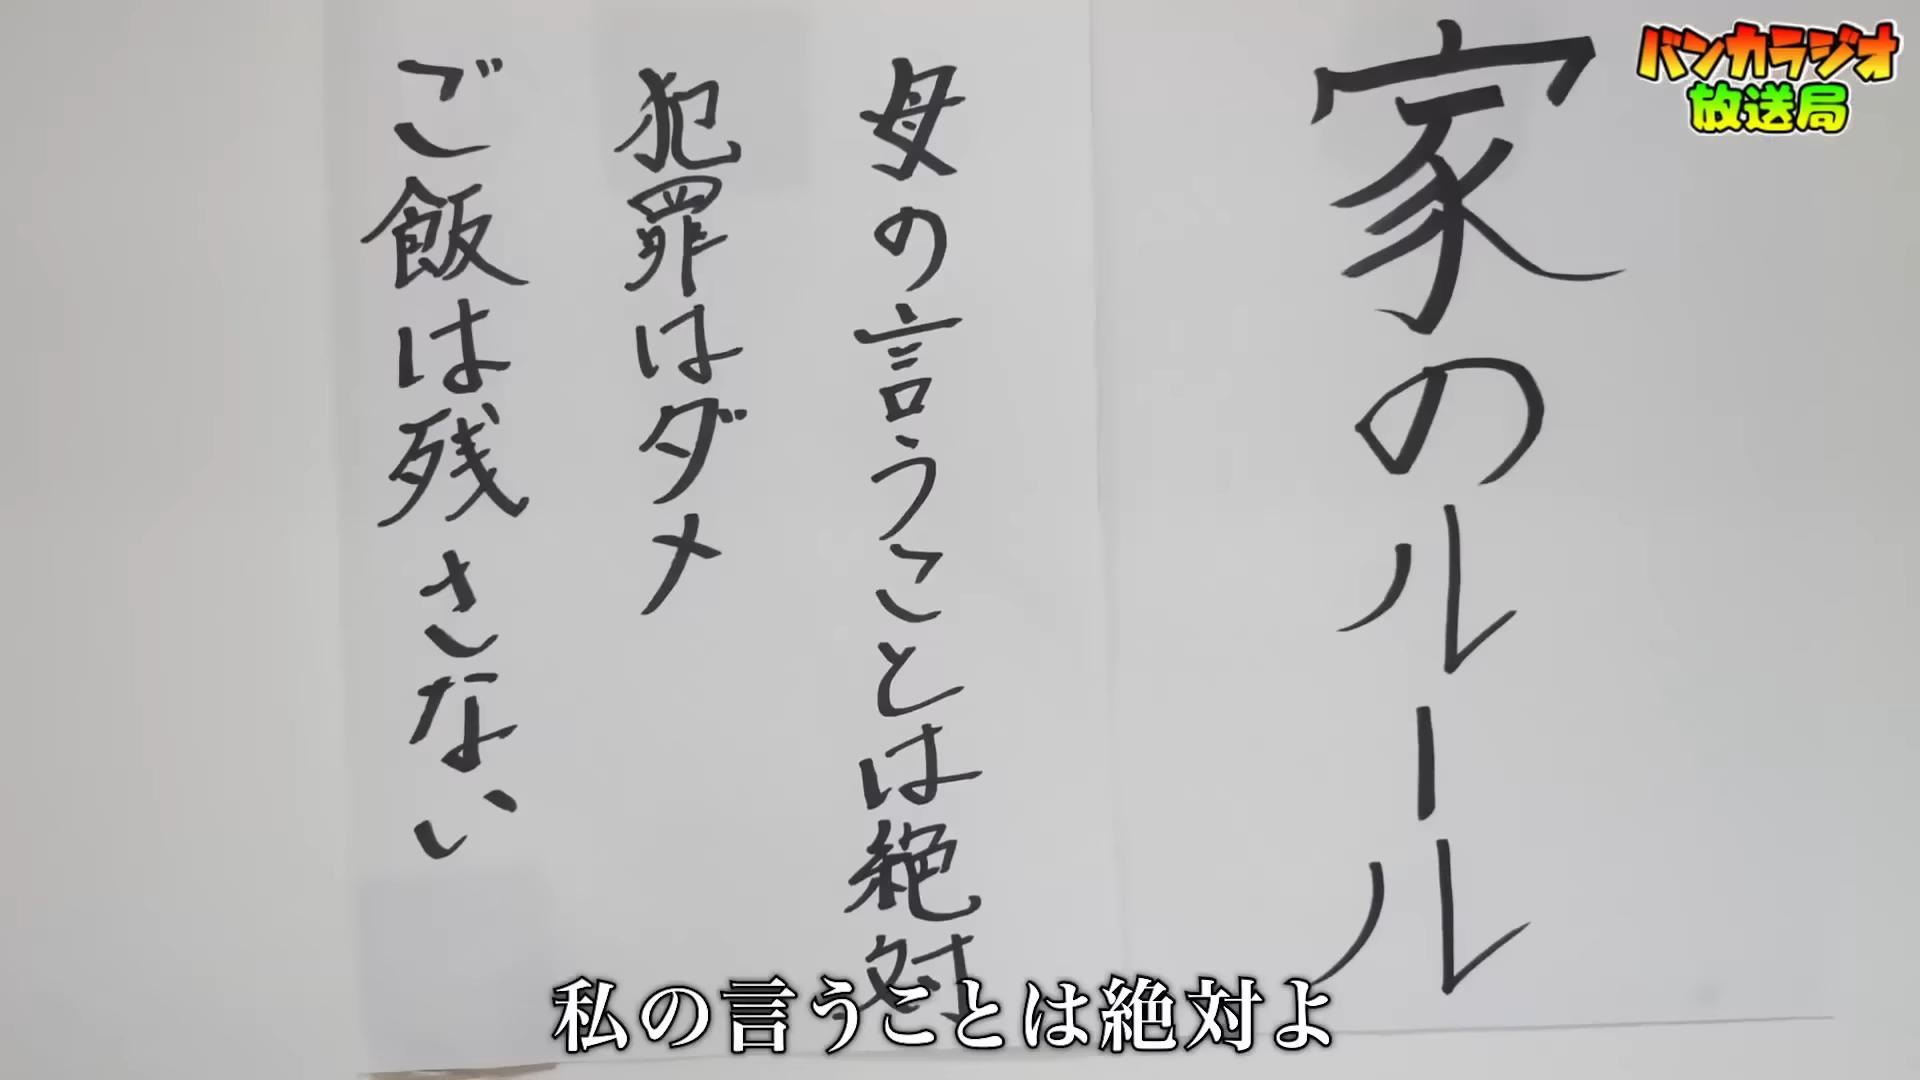 家のルール
母の言うことは絶対
犯罪はダメ
ご飯は残さない
バンカラジオ
放送局
私の言うことは絶対よ